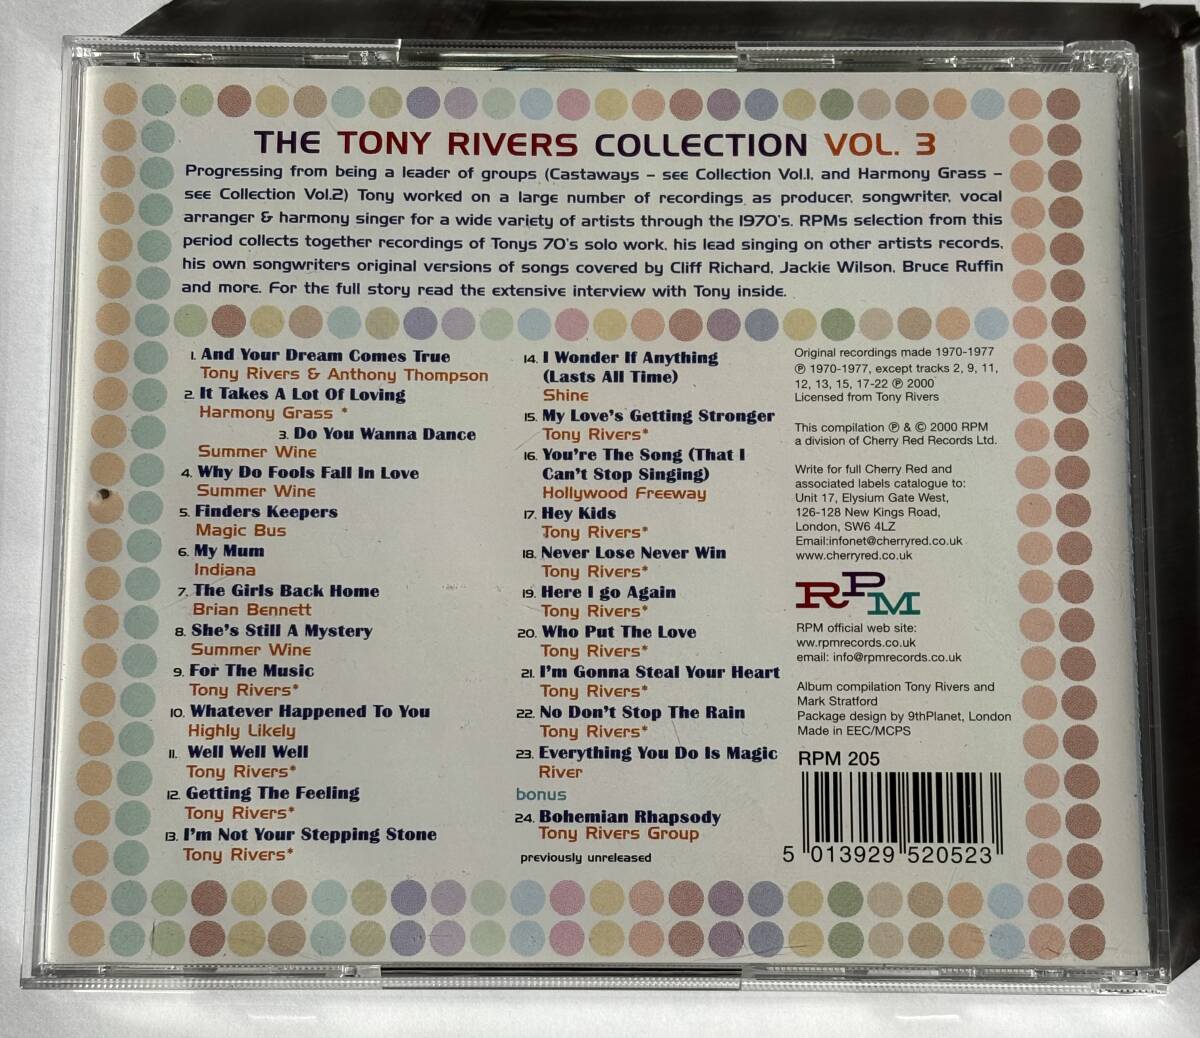 THE TONY RIVERS COLLECTION VOL. 3
Progressing from being a leader of groups (Castaways – see Collection Vol.1, and Harmony Grass –
see Collection Vol.2) Tony worked on a large number of recordings as producer, songwriter, vocal
arranger & harmony singer for a wide variety of artists through the 1970's. RPMs selection from this
period collects together recordings of Tonys 70's solo work, his lead singing on other artists records,
his own songwriters original versions of songs covered by Cliff Richard, Jackie Wilson, Bruce Ruffin
and more. For the full story read the extensive interview with Tony inside.
1. And Your Dream Comes True
Tony Rivers & Anthony Thompson
2. It Takes A Lot Of Loving
Harmony Grass *
3. Do You Wanna Dance
Summer Wine
4. Why Do Fools Fall In Love
Summer Wine
5. Finders Keepers
Magic Bus
6. My Mum
Indiana
7. The Girls Back Home
Brian Bennett
8. She's Still A Mystery
Summer Wine
9. For The Music
Tony Rivers*
10. Whatever Happened To You
Highly Likely
11. Well Well Well
Tony Rivers*
12. Getting The Feeling
Tony Rivers*
13. I'm Not Your Stepping Stone
Tony Rivers*
14. I Wonder If Anything
(Lasts All Time)
Shine
15. My Love's Getting Stronger
Tony Rivers*
16. You're The Song (That I
Can't Stop Singing)
Hollywood Freeway
17. Hey Kids
Tony Rivers*
18. Never Lose Never Win
Tony Rivers*
19. Here I go Again
Tony Rivers*
20. Who Put The Love
Tony Rivers*
21. I'm Gonna Steal Your Heart
Tony Rivers*
22. No Don't Stop The Rain
Tony Rivers*
23. Everything You Do Is Magic
River
bonus
24. Bohemian Rhapsody
Tony Rivers Group
previously unreleased
Original recordings made 1970-1977
℗ 1970-1977, except tracks 2, 9, 11,
12, 13, 15, 17-22 ℗ 2000
Licensed from Tony Rivers
This compilation ℗ & © 2000 RPM
a division of Cherry Red Records Ltd.
Write for full Cherry Red and
associated labels catalogue to:
Unit 17, Elysium Gate West,
126-128 New Kings Road,
London, SW6 4LZ
Email:infonet@cherryred.co.uk
www.cherryred.co.uk
RPM
RPM official web site:
ww.rpmrecords.co.uk
email: info@rpmrecords.co.uk
Album compilation Tony Rivers and
Mark Stratford
Package design by 9thPlanet, London
Made in EEC/MCPS
RPM 205
5 013929 520523